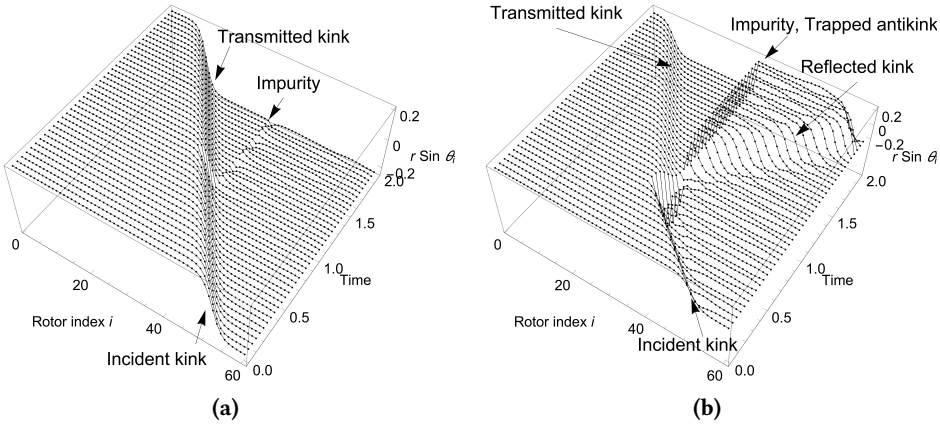 Transmitted kink
Impurity
0.2
0
−0.2
r Sin θi
2.0
1.5
1.0
Time
0.5
0.0
0
20
40
60
Rotor index i
Incident kink
(a)
Transmitted kink
Impurity, Trapped antikink
Reflected kink
0.2
0
−0.2
r Sin θi
2.0
1.5
1.0
Time
0.5
0.0
0
20
40
60
Rotor index i
Incident kink
(b)